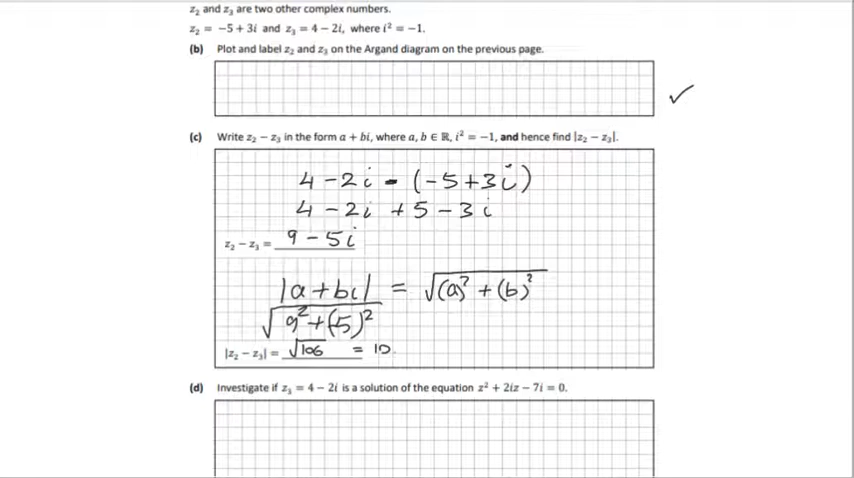 z₂ and z₃ are two other complex numbers.
z₂ = −5 + 3i and z₃ = 4 − 2i, where i² = −1.
(b) Plot and label z₂ and z₃ on the Argand diagram on the previous page.
(c) Write z₂ − z₃ in the form a + bi, where a, b ∈ ℝ, i² = −1, and hence find |z₂ − z₃|.
4 - 2i - (-5 + 3i)
4 - 2i + 5 - 3i
z₂ − z₃ = 9 - 5i
|a + bi| = √(a)² + (b)²
√9² + (-5)²
|z₂ − z₃| = √106 = 10.
(d) Investigate if z₃ = 4 − 2i is a solution of the equation z² + 2iz − 7i = 0.